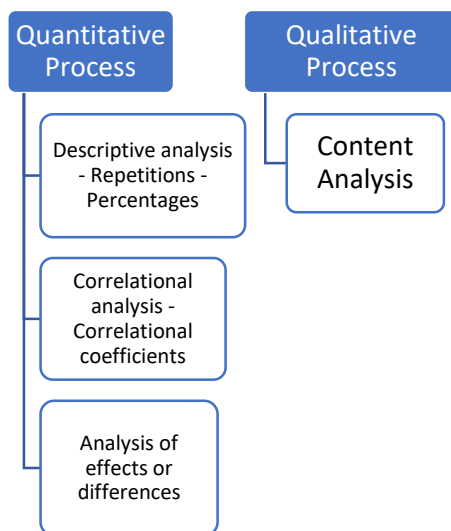 Quantitative
Process
Descriptive analysis
- Repetitions -
Percentages
Correlational
analysis -
Correlational
coefficients
Analysis of
effects or
differences
Qualitative
Process
Content
Analysis